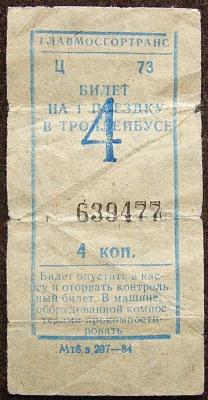 ГЛАВМОСГОРТРАНС
Ц 73
БИЛЕТ
НА 1 ПОЕЗДКУ
В ТРОЛЛЕЙБУСЕ
4
639477
4 КОП.
Билет опустить в кас-
су и оторвать контроль
ный билет. В машине,
оборудованной компос-
терами прокомпости-
ровать
Мтб з. 297—84